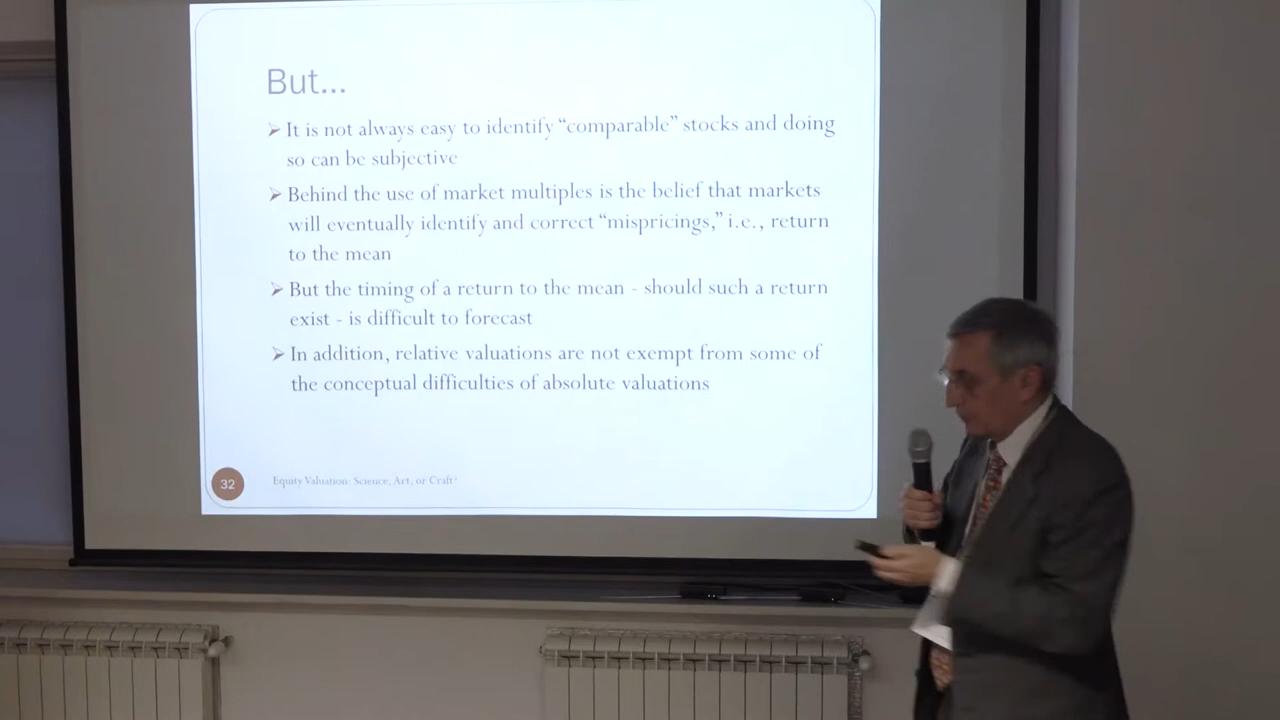 But...
➢ It is not always easy to identify “comparable” stocks and doing
so can be subjective
➢ Behind the use of market multiples is the belief that markets
will eventually identify and correct “mispricings,” i.e., return
to the mean
➢ But the timing of a return to the mean - should such a return
exist - is difficult to forecast
➢ In addition, relative valuations are not exempt from some of
the conceptual difficulties of absolute valuations
32
Equity Valuation: Science, Art, or Craft?